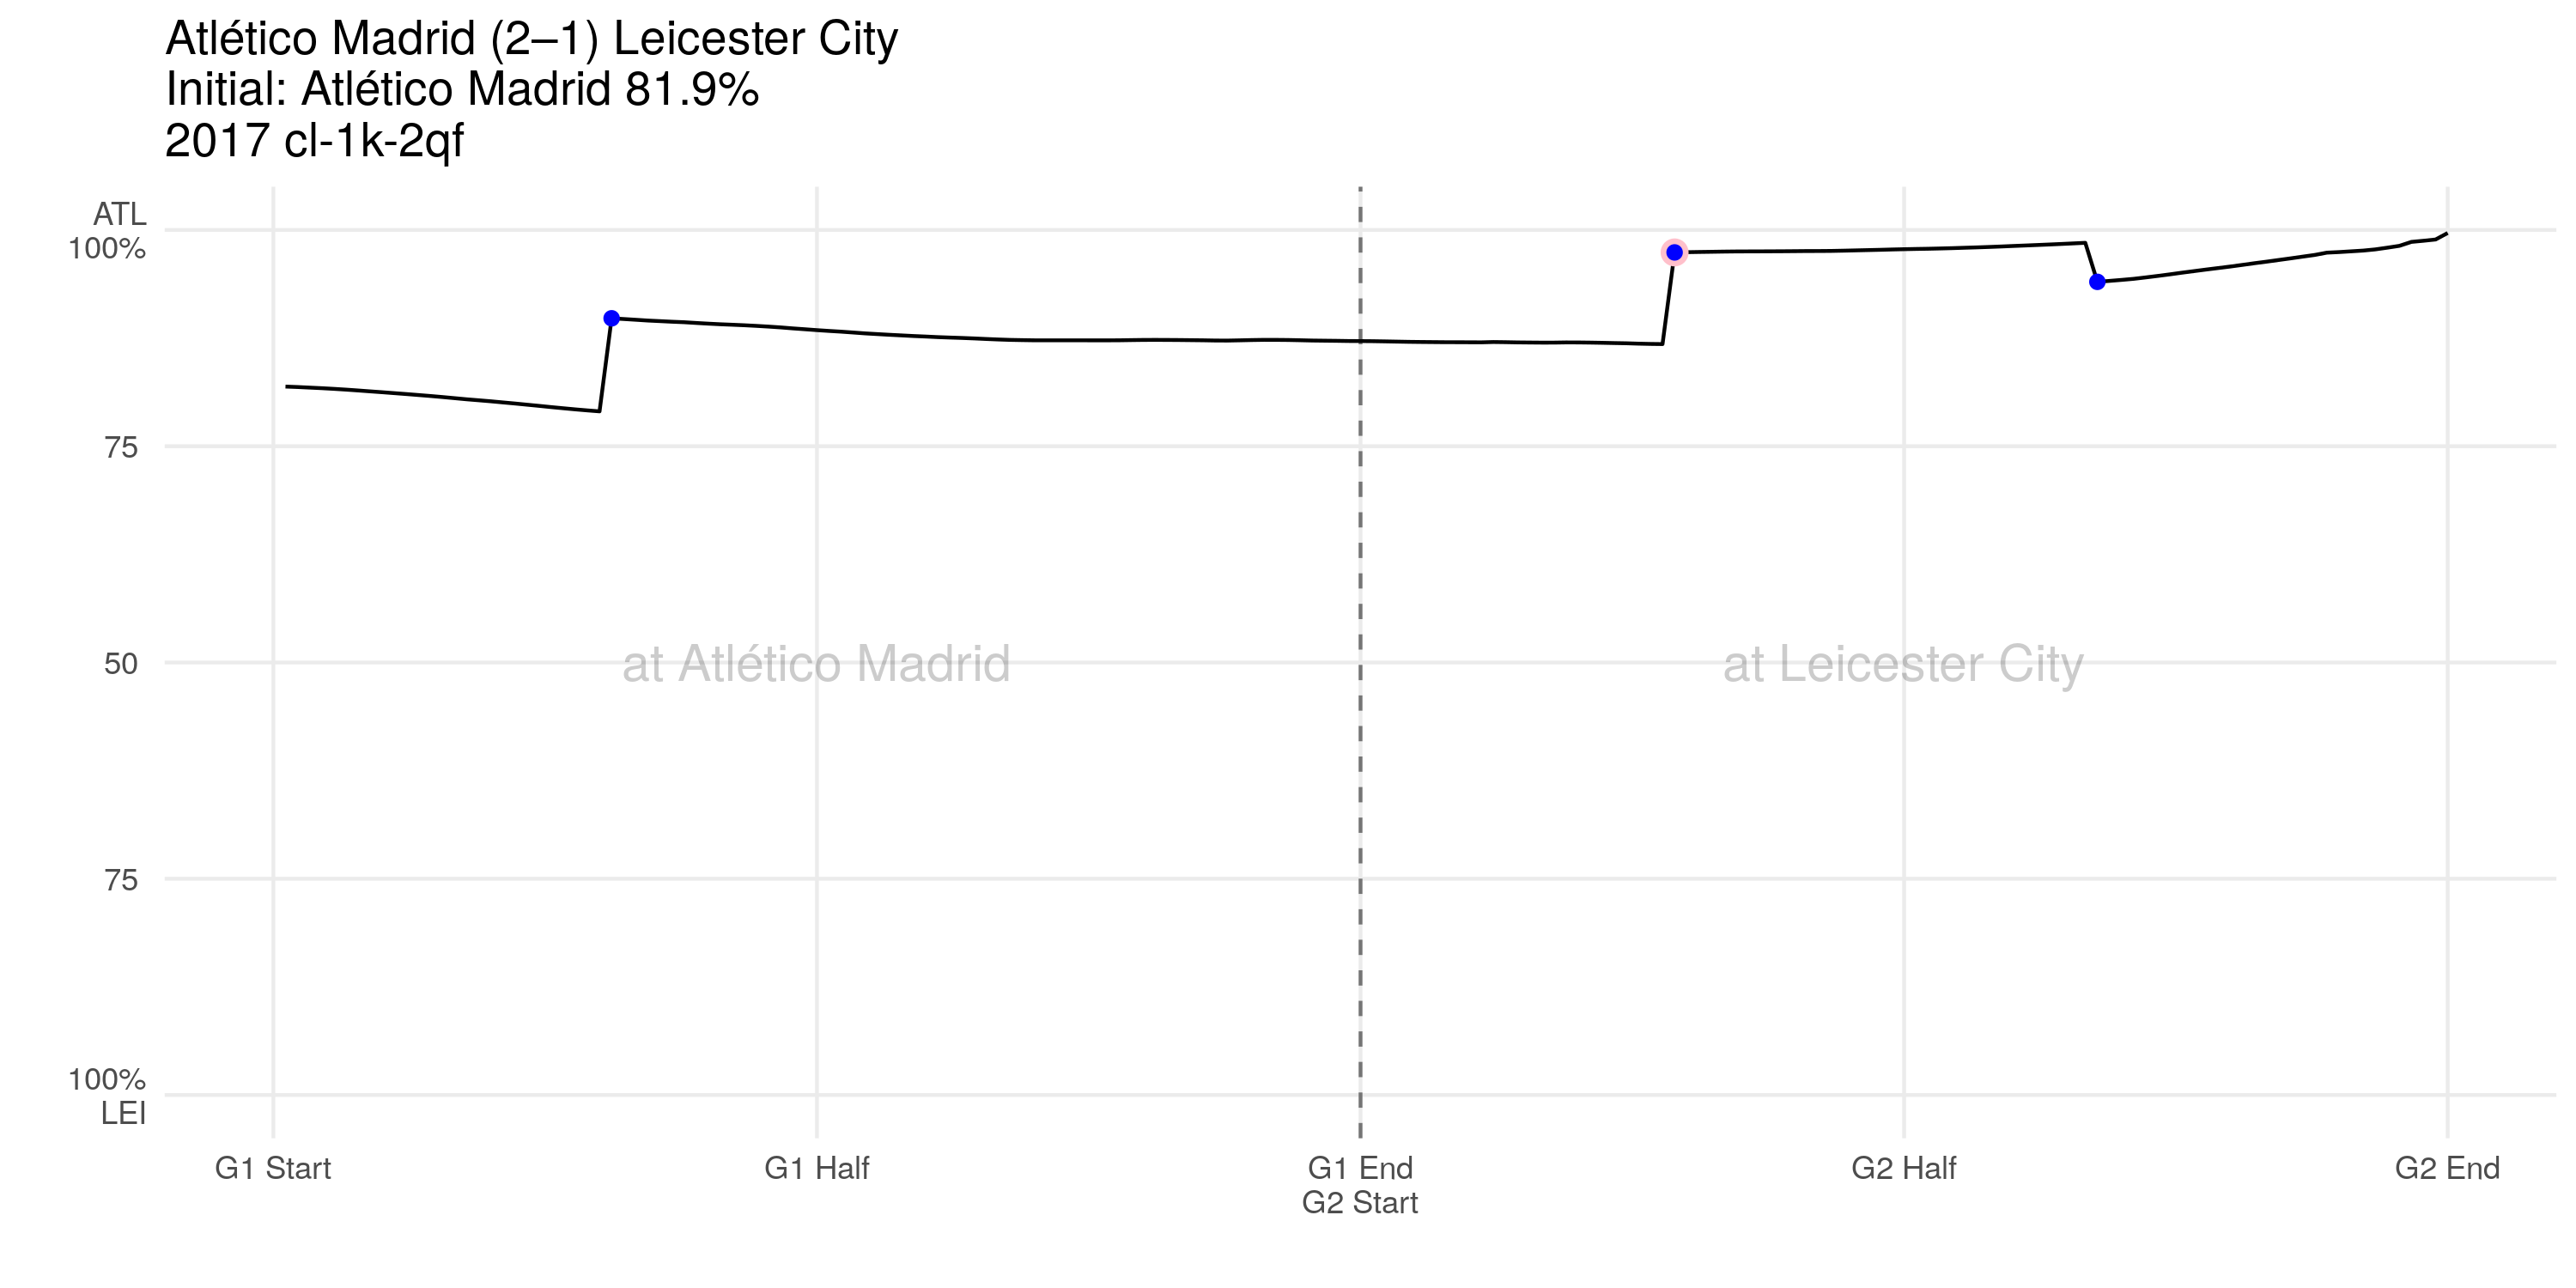 Atlético Madrid (2–1) Leicester City
Initial: Atlético Madrid 81.9%
2017 cl-1k-2qf
ATL
100%
75
50
75
100%
LEI
at Atlético Madrid
at Leicester City
G1 Start
G1 Half
G1 End
G2 Start
G2 Half
G2 End